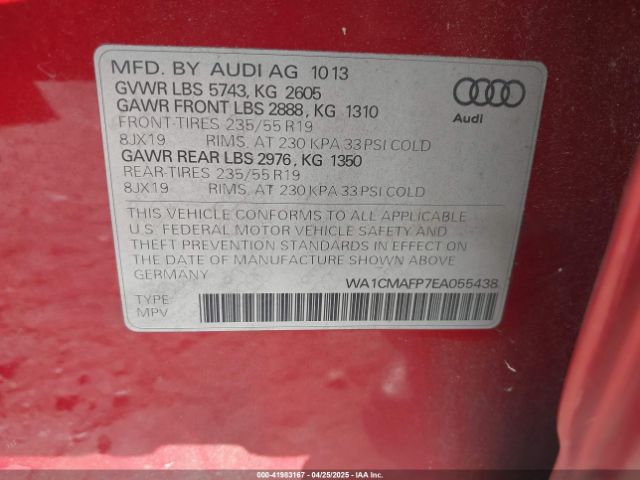 MFD. BY AUDI AG 10 13
GVWR LBS 5743, KG 2605
GAWR FRONT LBS 2888, KG 1310
FRONT-TIRES 235/55 R19
8JX19 RIMS, AT 230 KPA 33 PSI COLD
GAWR REAR LBS 2976, KG 1350
REAR-TIRES 235/55 R19
8JX19 RIMS, AT 230 KPA 33 PSI COLD
Audi
THIS VEHICLE CONFORMS TO ALL APPLICABLE
U.S. FEDERAL MOTOR VEHICLE SAFETY AND
THEFT PREVENTION STANDARDS IN EFFECT ON
THE DATE OF MANUFACTURE SHOWN ABOVE
GERMANY
WA1CMAFP7EA055438
TYPE:
MPV
000-41983167 - 04/25/2025 - IAA Inc.